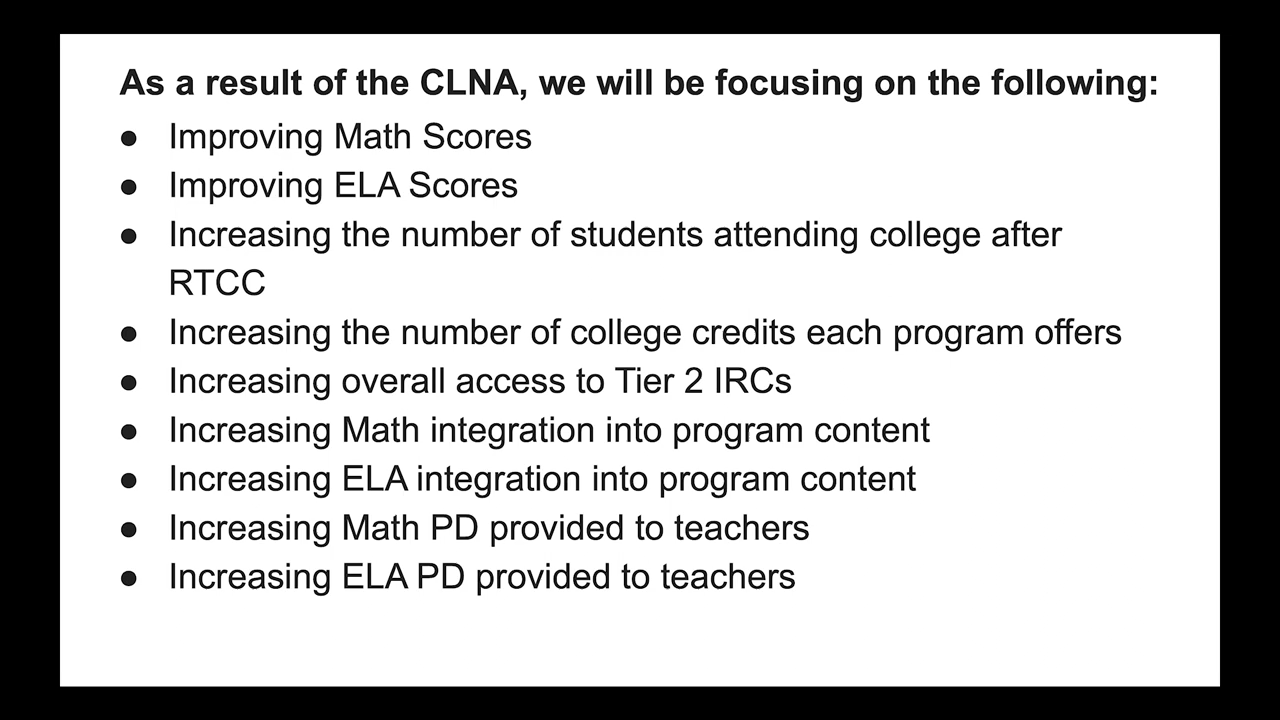 As a result of the CLNA, we will be focusing on the following:
● Improving Math Scores
● Improving ELA Scores
● Increasing the number of students attending college after
RTCC
● Increasing the number of college credits each program offers
● Increasing overall access to Tier 2 IRCs
● Increasing Math integration into program content
● Increasing ELA integration into program content
● Increasing Math PD provided to teachers
● Increasing ELA PD provided to teachers